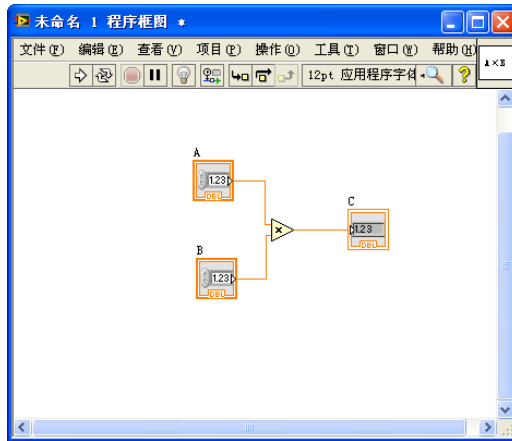 未命名 1 程序框图 *
文件(F) 编辑(E) 查看(V) 项目(P) 操作(O) 工具(T) 窗口(W) 帮助(H)
12pt 应用程序字体
A×B
A
1.23
DBL
C
1.23
DBL
B
1.23
DBL